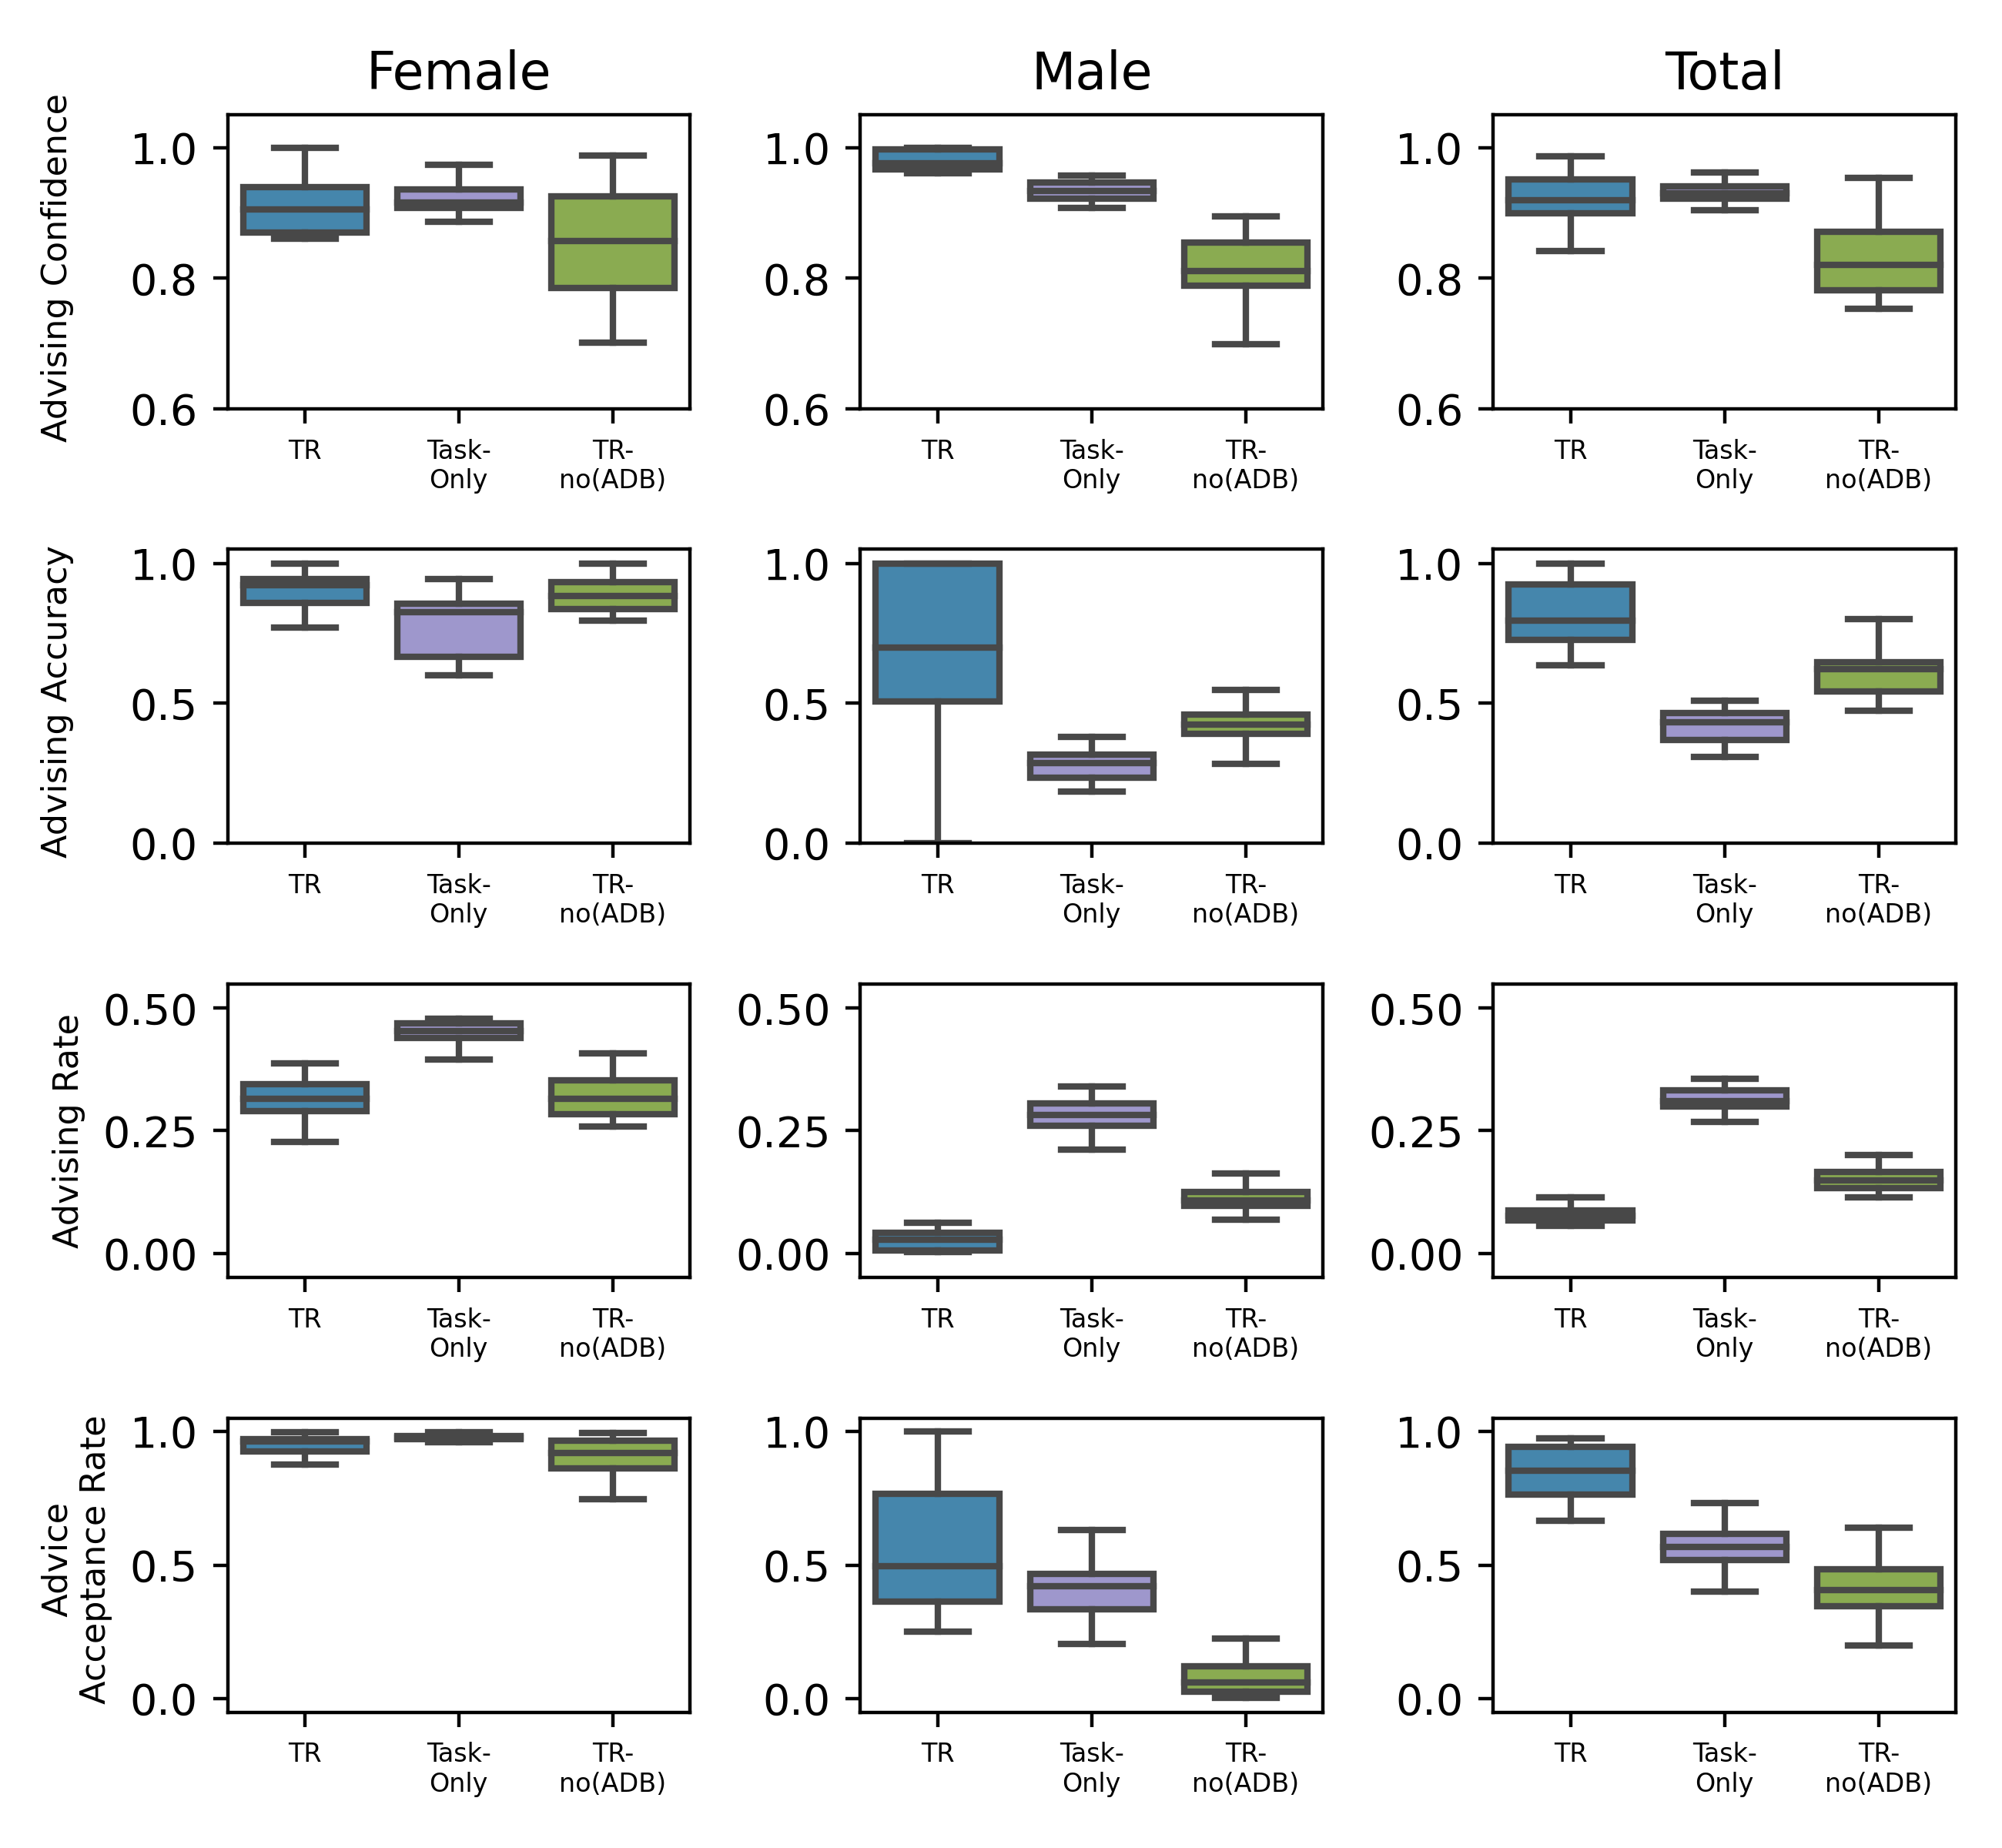 Female
Male
Total
Advising Confidence
1.0
0.8
0.6
TR
Task-
Only
TR-
no(ADB)
1.0
0.8
0.6
TR
Task-
Only
TR-
no(ADB)
1.0
0.8
0.6
TR
Task-
Only
TR-
no(ADB)
Advising Accuracy
1.0
0.5
0.0
TR
Task-
Only
TR-
no(ADB)
1.0
0.5
0.0
TR
Task-
Only
TR-
no(ADB)
1.0
0.5
0.0
TR
Task-
Only
TR-
no(ADB)
Advising Rate
0.50
0.25
0.00
TR
Task-
Only
TR-
no(ADB)
0.50
0.25
0.00
TR
Task-
Only
TR-
no(ADB)
0.50
0.25
0.00
TR
Task-
Only
TR-
no(ADB)
Advice
Acceptance Rate
1.0
0.5
0.0
TR
Task-
Only
TR-
no(ADB)
1.0
0.5
0.0
TR
Task-
Only
TR-
no(ADB)
1.0
0.5
0.0
TR
Task-
Only
TR-
no(ADB)